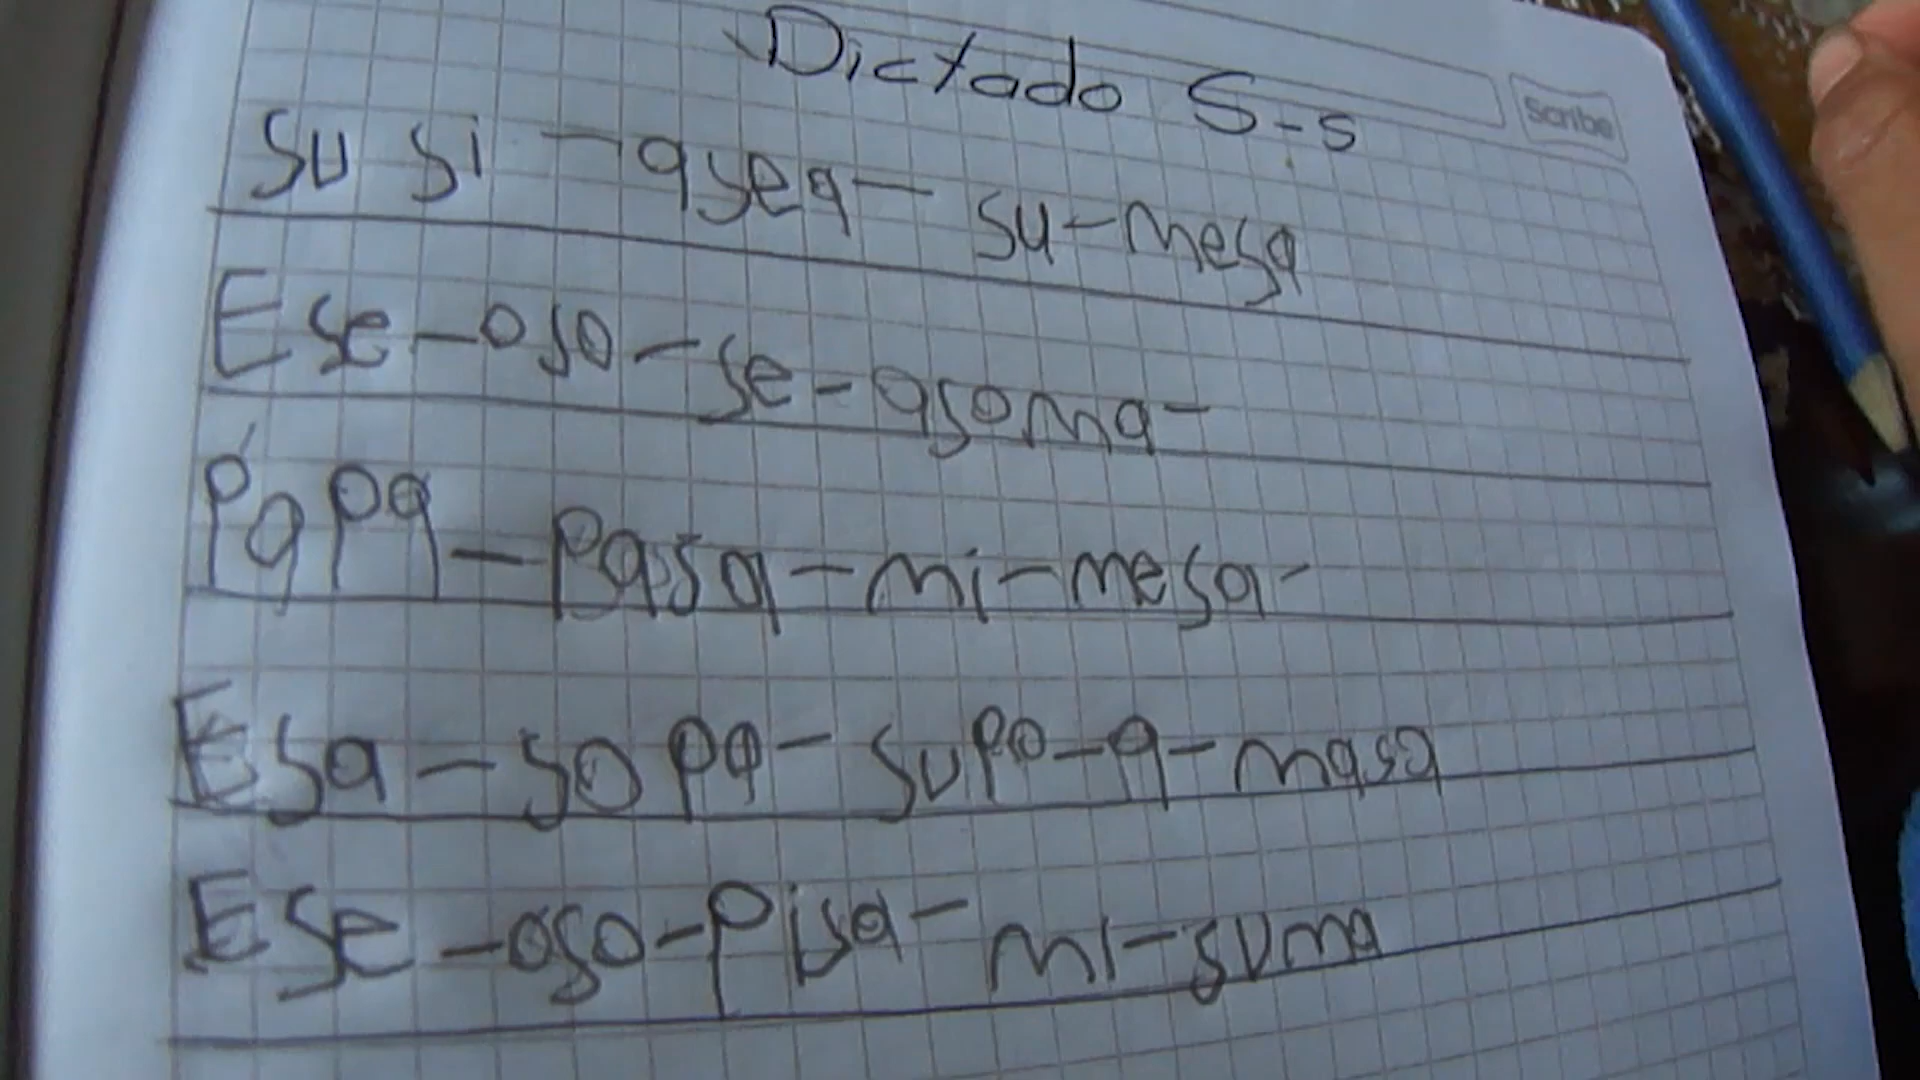 Dictado S-s
Scribe
Su si - asea - su - mesa
Ese - oso - se - asoma -
Papa - Pasa - mi - mesa -
Esa - sopa - supo - a - masa
Ese - oso - pisa - mi - suma